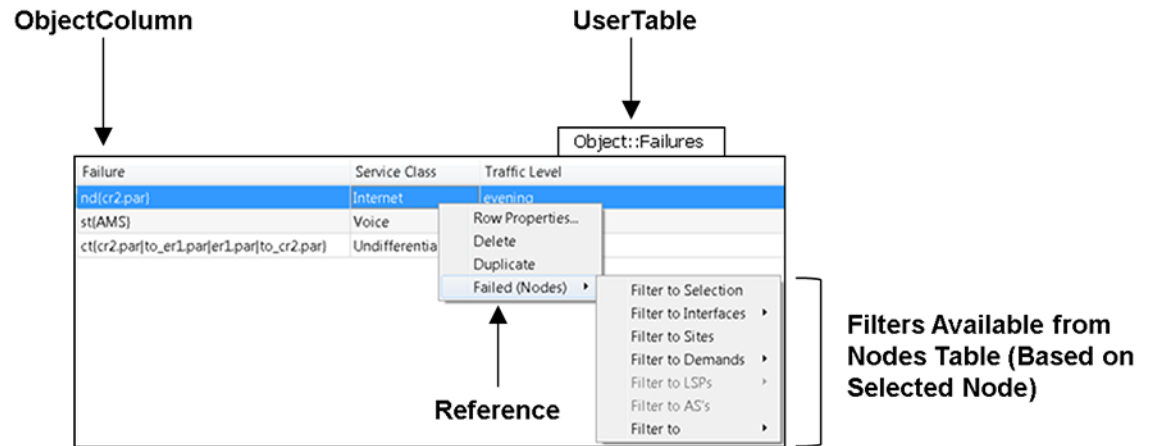 ObjectColumn
UserTable
Object::Failures
Failure Service Class Traffic Level
nd(cr2.par) Internet evening
st(AMS) Voice
ct(cr2.par|to_er1.par|er1.par|to_cr2.par) Undifferentia
Row Properties...
Delete
Duplicate
Failed (Nodes)
Filter to Selection
Filter to Interfaces
Filter to Sites
Filter to Demands
Filter to LSPs
Filter to AS's
Filter to
Filters Available from
Nodes Table (Based on
Selected Node)
Reference